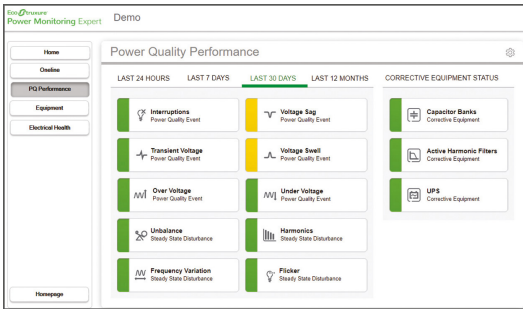 EcoStruxure
Power Monitoring Expert
Demo
Home
Oneline
PQ Performance
Equipment
Electrical Health
Homepage
Power Quality Performance
LAST 24 HOURS LAST 7 DAYS LAST 30 DAYS LAST 12 MONTHS CORRECTIVE EQUIPMENT STATUS
Interruptions
Power Quality Event
Voltage Sag
Power Quality Event
Capacitor Banks
Corrective Equipment
Transient Voltage
Power Quality Event
Voltage Swell
Power Quality Event
Active Harmonic Filters
Corrective Equipment
Over Voltage
Power Quality Event
Under Voltage
Power Quality Event
UPS
Corrective Equipment
Unbalance
Steady State Disturbance
Harmonics
Steady State Disturbance
Frequency Variation
Steady State Disturbance
Flicker
Steady State Disturbance